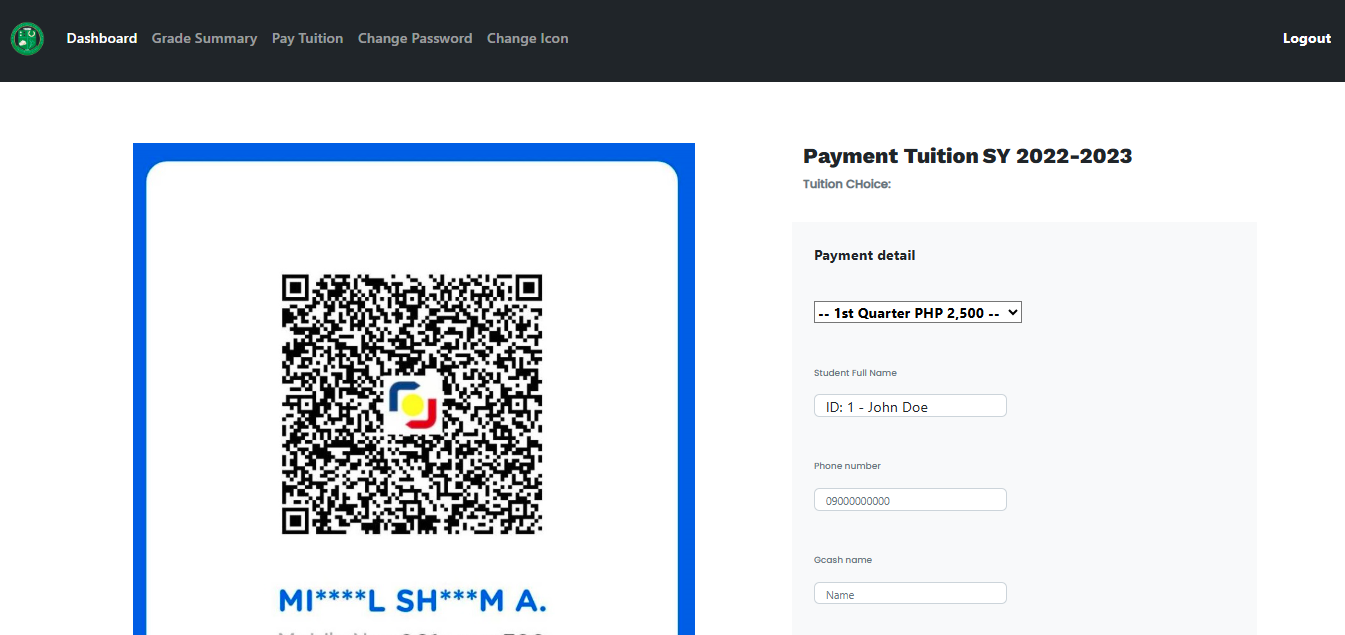 Dashboard Grade Summary Pay Tuition Change Password Change Icon Logout
MI****L SH***M A.
Payment Tuition SY 2022-2023
Tuition CHoice:
Payment detail
-- 1st Quarter PHP 2,500 --
Student Full Name
ID: 1 - John Doe
Phone number
09000000000
Gcash name
Name